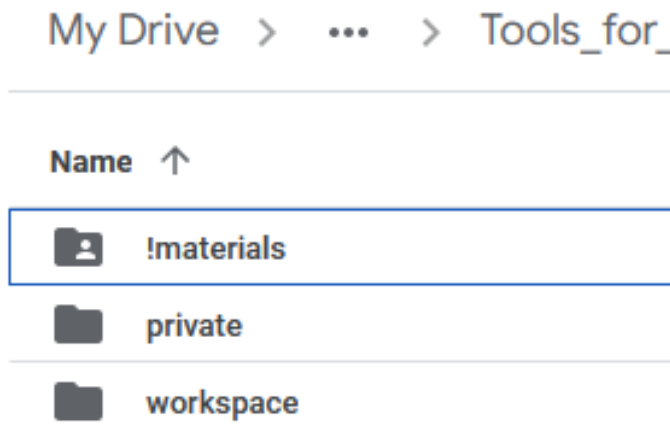 My Drive > ••• > Tools_for_
Name ↑
!materials
private
workspace